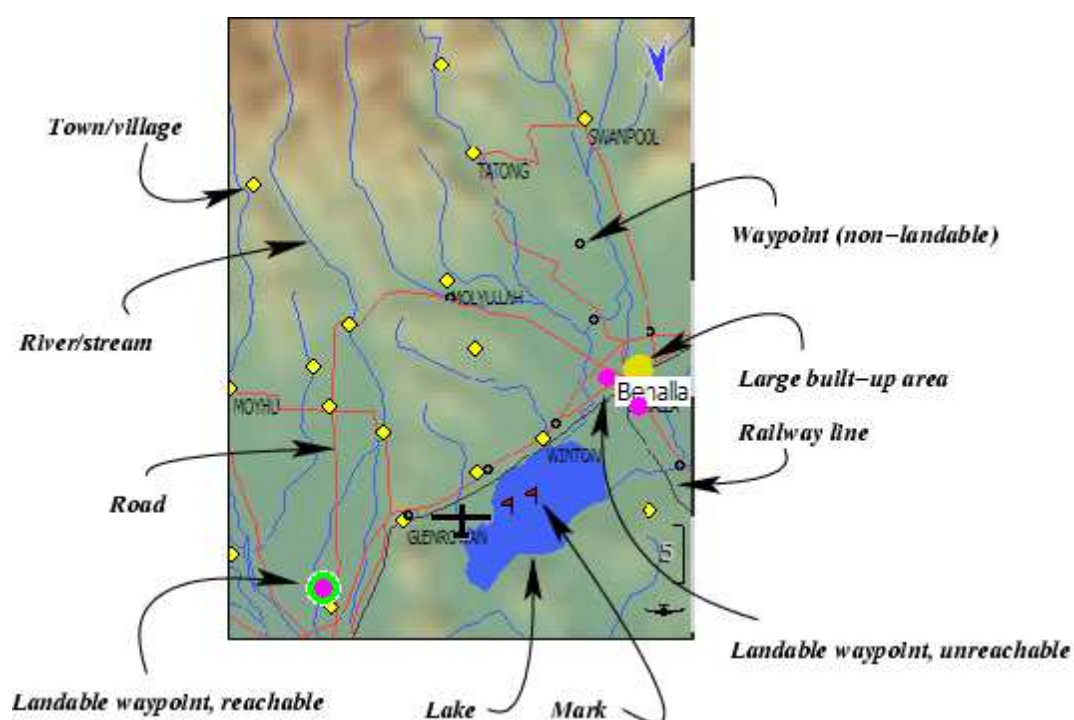 Town/village
SWANPOOL
TATONG
Waypoint (non-landable)
MOLYULLAH
River/stream
Large built-up area
Benalla
MOYHU
Railway line
WINTON
Road
GLENROWAN
5
Landable waypoint, unreachable
Landable waypoint, reachable
Lake
Mark